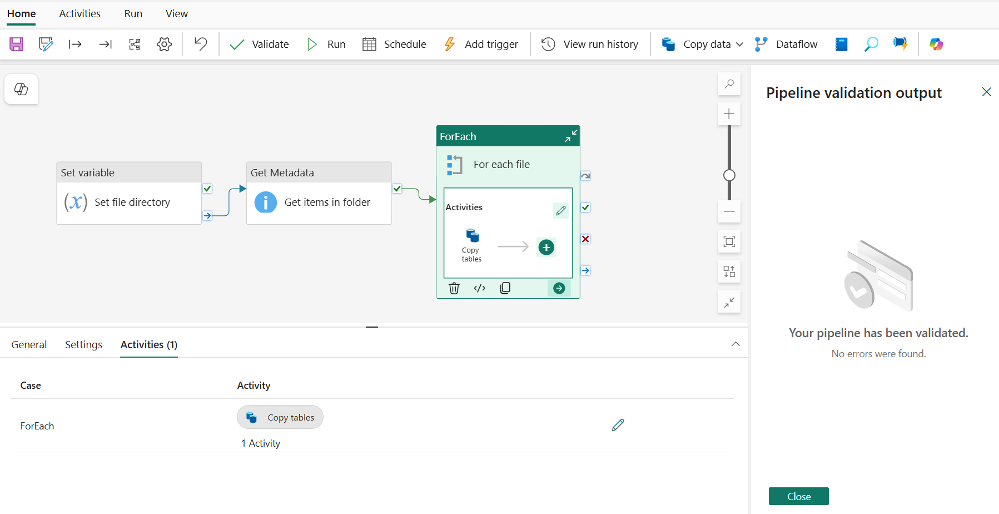 Home Activities Run View
Validate Run Schedule Add trigger View run history Copy data Dataflow
Pipeline validation output
ForEach
For each file
Set variable
Set file directory
Get Metadata
Get items in folder
Activities
Copy
tables
Your pipeline has been validated.
No errors were found.
General Settings Activities (1)
Case Activity
ForEach
Copy tables
1 Activity
Close